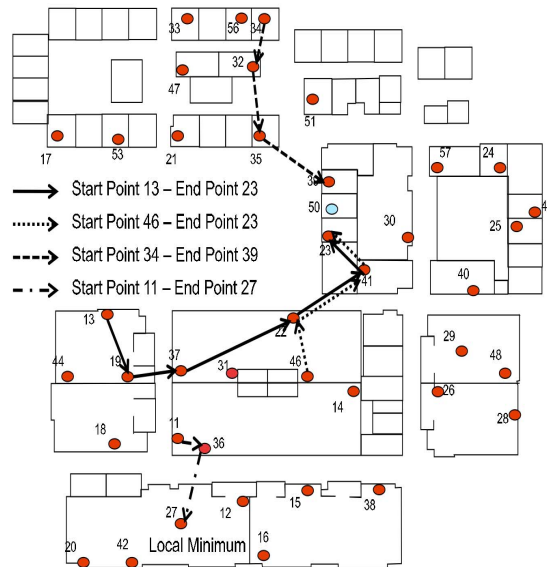 33 56 34
32
47
51
17 53 21 35
57 24
38
50 4
30 25
23
Start Point 13 – End Point 23
Start Point 46 – End Point 23
Start Point 34 – End Point 39
Start Point 11 – End Point 27
41 40
13
22
29
44 19 37 31 46 48
14 26
28
18 11 36
27 12 15 38
Local Minimum 16
20 42